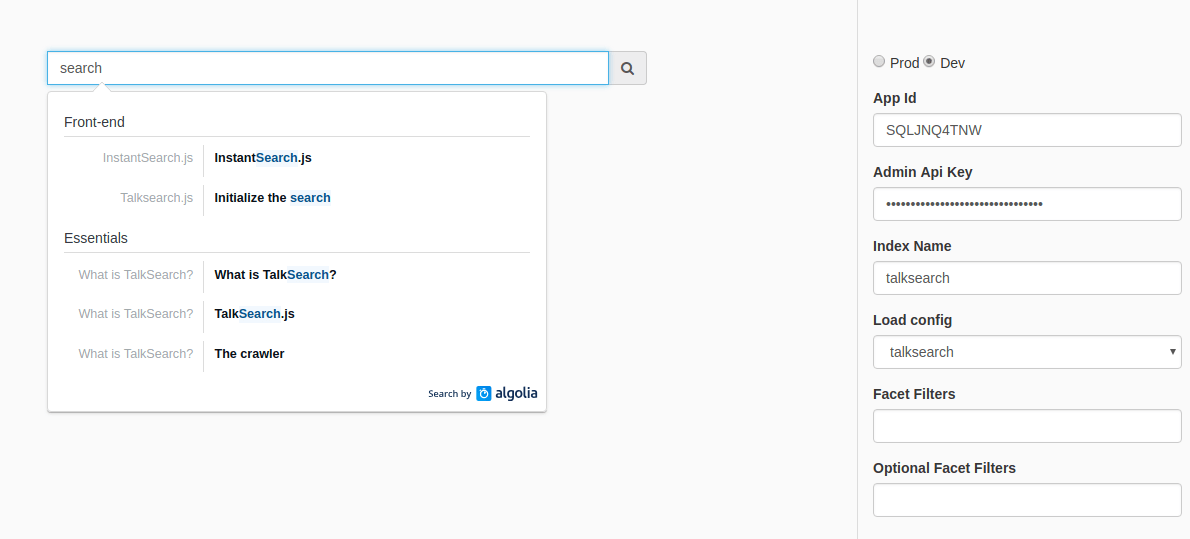 search
Front-end
InstantSearch.js InstantSearch.js
Talksearch.js Initialize the search
Essentials
What is TalkSearch? What is TalkSearch?
What is TalkSearch? TalkSearch.js
What is TalkSearch? The crawler
Search by algolia
Prod Dev
App Id
SQLJNQ4TNW
Admin Api Key
••••••••••••••••••••••••••••••••
Index Name
talksearch
Load config
talksearch
Facet Filters
Optional Facet Filters